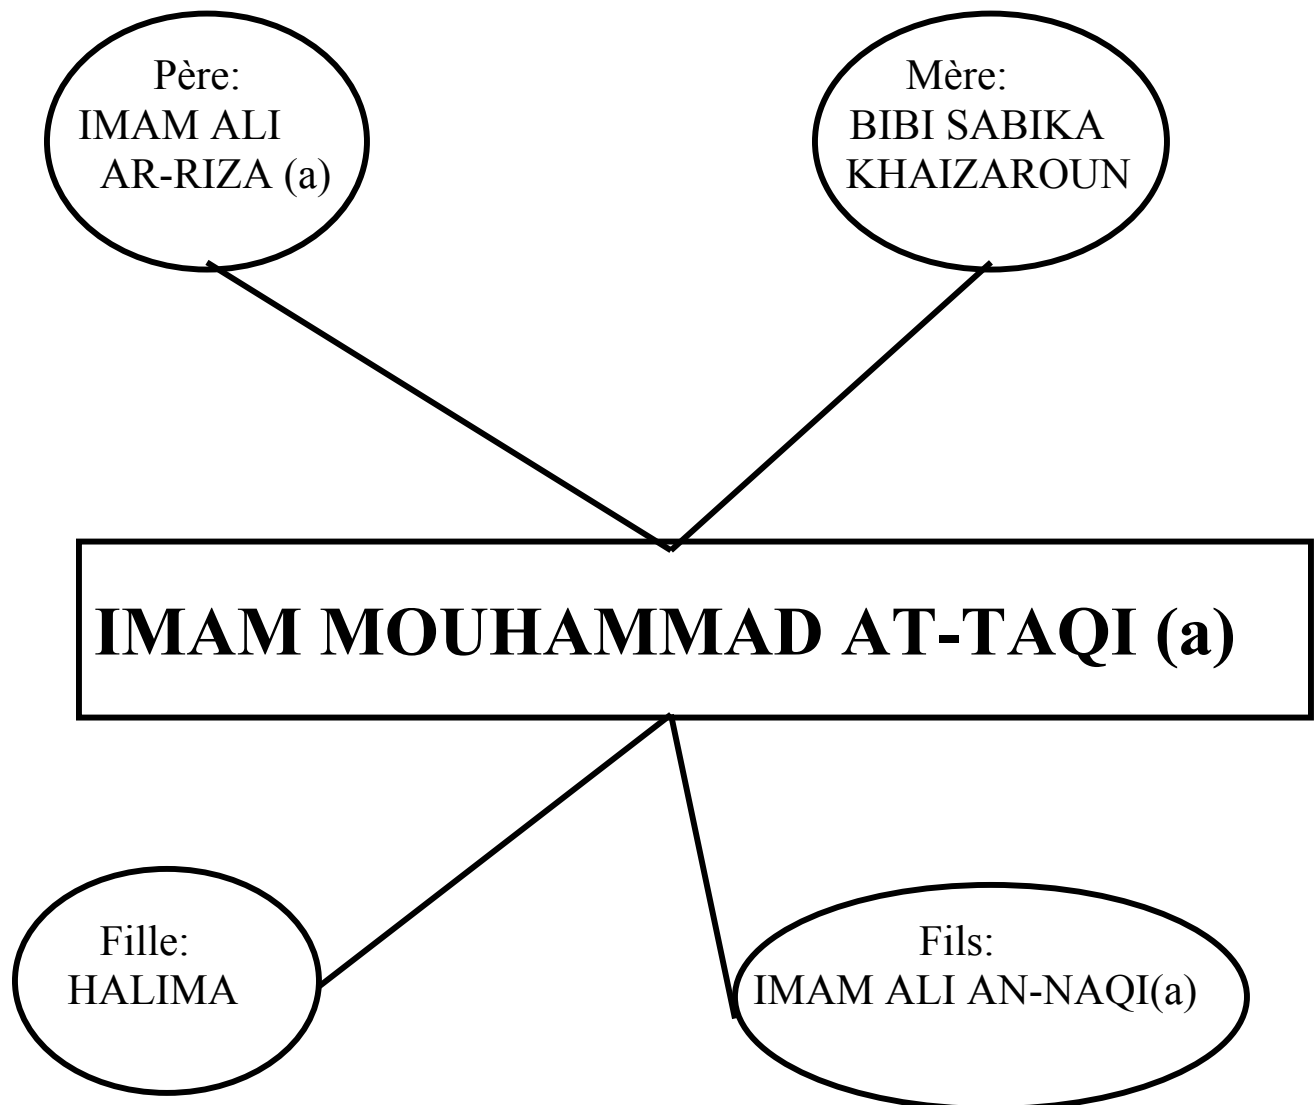 Père:
IMAM ALI
AR-RIZA (a)
Mère:
BIBI SABIKA
KHAIZAROUN
IMAM MOUHAMMAD AT-TAQI (a)
Fille:
HALIMA
Fils:
IMAM ALI AN-NAQI(a)